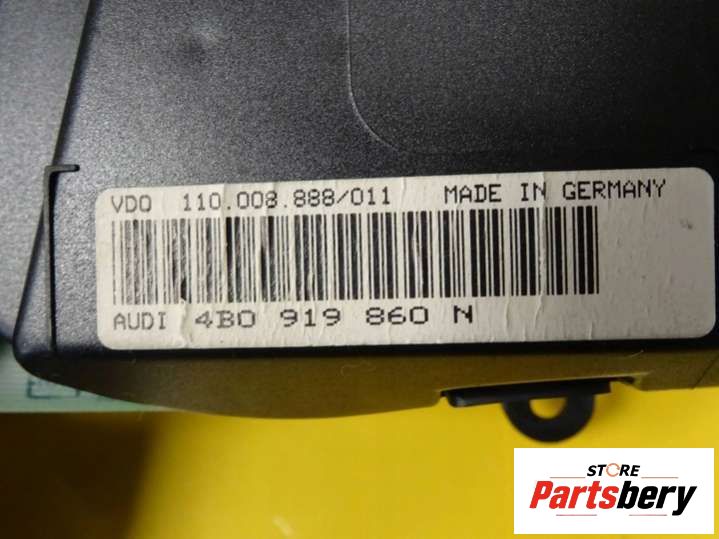 VDO 110.008.888/011 MADE IN GERMANY
AUDI 4B0 919 860 N
STORE
Partsbery